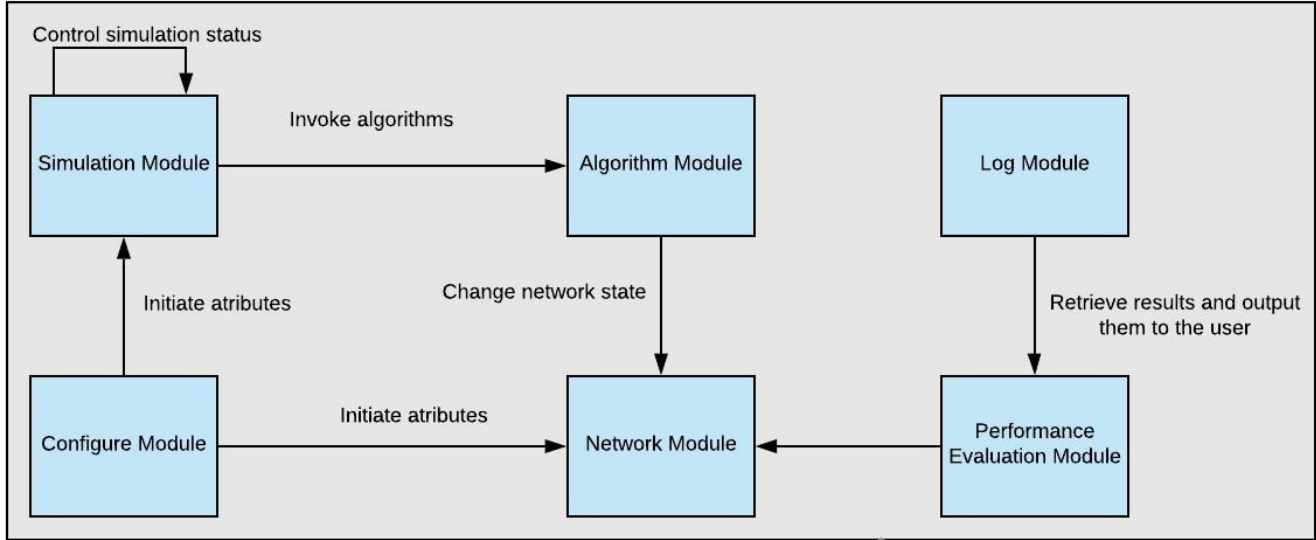 Control simulation status
Simulation Module
Invoke algorithms
Algorithm Module
Log Module
Initiate atributes
Change network state
Retrieve results and output
them to the user
Configure Module
Initiate atributes
Network Module
Performance
Evaluation Module